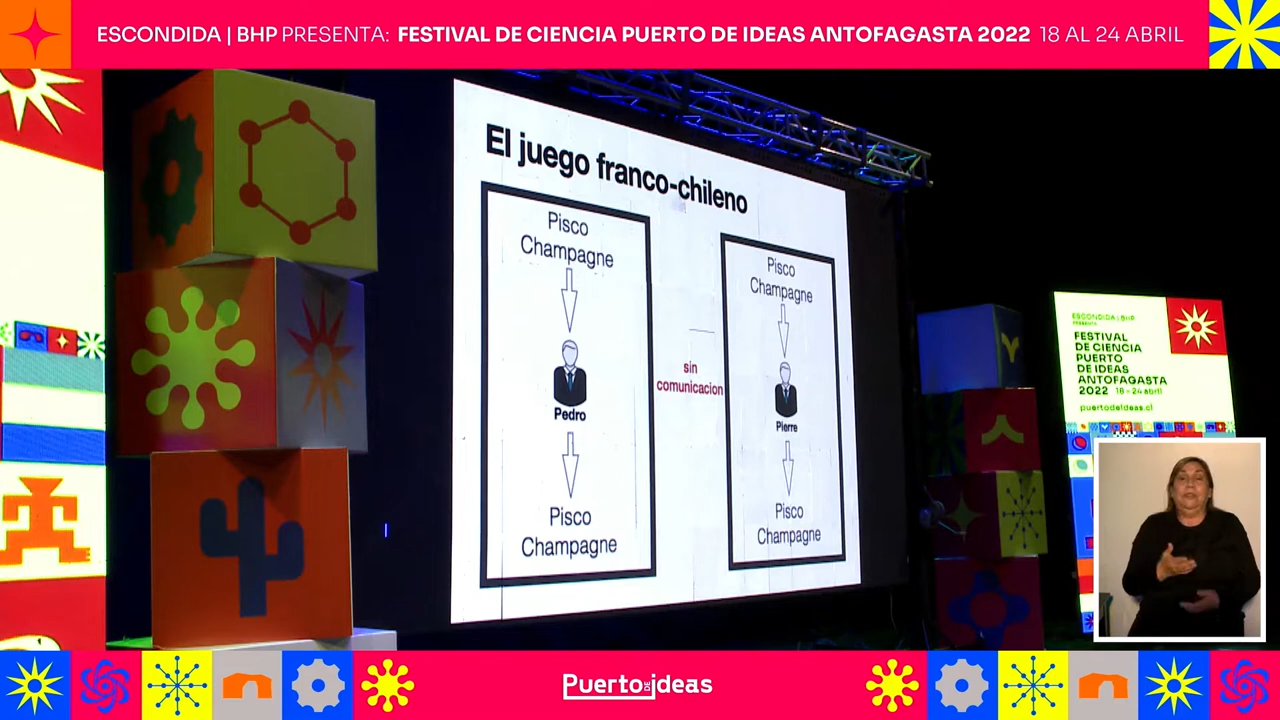 ESCONDIDA | BHP PRESENTA: FESTIVAL DE CIENCIA PUERTO DE IDEAS ANTOFAGASTA 2022 18 AL 24 ABRIL
El juego franco-chileno
Pisco
Champagne
Pedro
Pisco
Champagne
sin
comunicacion
Pisco
Champagne
Pierre
Pisco
Champagne
ESCONDIDA | BHP
PRESENTA:
FESTIVAL
DE CIENCIA
PUERTO
DE IDEAS
ANTOFAGASTA
2022 18 - 24 abril
puertodeideas.cl
Puerto DE ideas